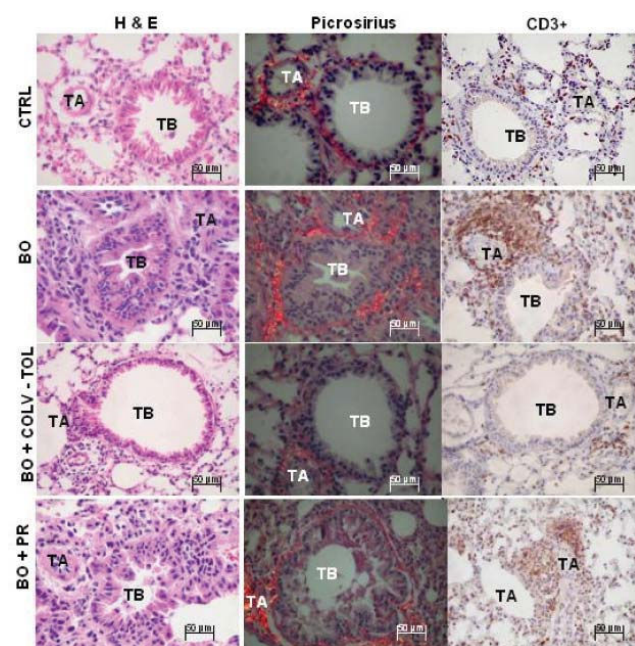 H & E Picrosirius CD3+
CTRL
TA TB 50 µm
TA TB 50 µm
TB TA 50 µm
BO
TA TB 50 µm
TA TB 50 µm
TA TB 50 µm
BO + COLV - TOL
TA TB 50 µm
TB TA 50 µm
TB TA 50 µm
BO + PR
TA TB 50 µm
TB TA 50 µm
TA TA 50 µm